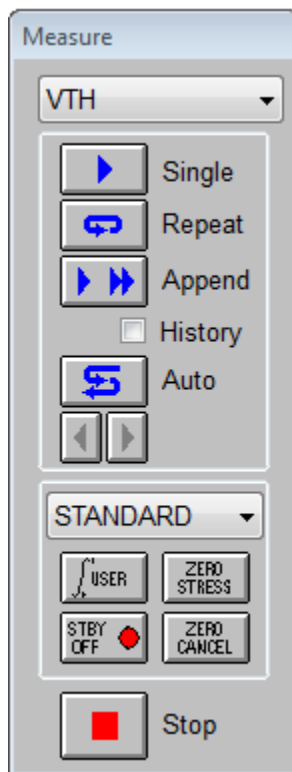 Measure
VTH
Single
Repeat
Append
History
Auto
STANDARD
USER
ZERO
STRESS
STBY
OFF
ZERO
CANCEL
Stop